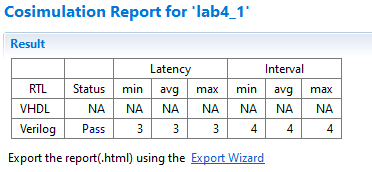 Cosimulation Report for 'lab4_1'
Result
Latency Interval
RTL Status min avg max min avg max
VHDL NA NA NA NA NA NA NA
Verilog Pass 3 3 3 4 4 4
Export the report(.html) using the Export Wizard